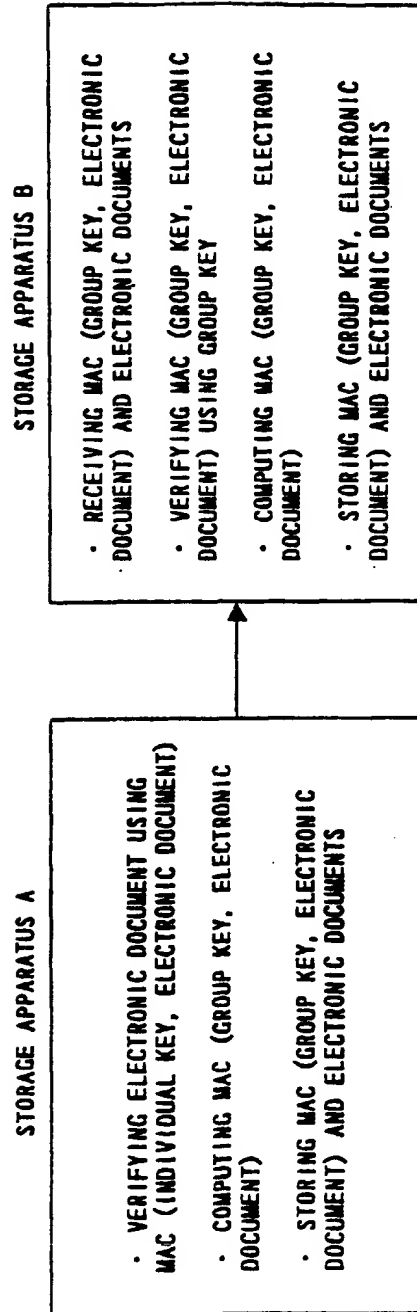 STORAGE APPARATUS A
· VERIFYING ELECTRONIC DOCUMENT USING
MAC (INDIVIDUAL KEY, ELECTRONIC DOCUMENT)
· COMPUTING MAC (GROUP KEY, ELECTRONIC
DOCUMENT)
· STORING MAC (GROUP KEY, ELECTRONIC
DOCUMENT) AND ELECTRONIC DOCUMENTS
STORAGE APPARATUS B
· RECEIVING MAC (GROUP KEY, ELECTRONIC
DOCUMENT) AND ELECTRONIC DOCUMENTS
· VERIFYING MAC (GROUP KEY, ELECTRONIC
DOCUMENT) USING GROUP KEY
· COMPUTING MAC (GROUP KEY, ELECTRONIC
DOCUMENT)
· STORING MAC (GROUP KEY, ELECTRONIC
DOCUMENT) AND ELECTRONIC DOCUMENTS